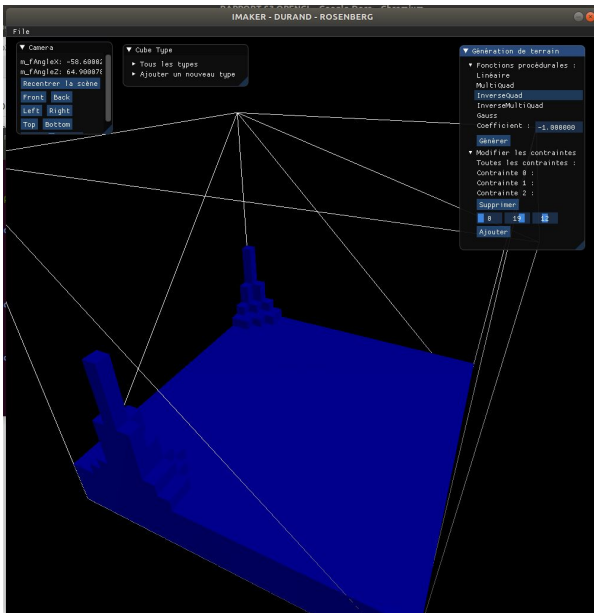 IMAKER - DURAND - ROSENBERG
File
▼ Camera
m_fAngleX: -58.6000
m_fAngleZ: 64.90007
Recentrer la scène
Front Back
Left Right
Top Bottom
▼ Cube Type
► Tous les types
► Ajouter un nouveau type
▼ Génération de terrain
▼ Fonctions procédurales :
Linéaire
MultiQuad
InverseQuad
InverseMultiQuad
Gauss
Coefficient : -1.000000
Générer
▼ Modifier les contraintes
Toutes les contraintes :
Contrainte 0 :
Contrainte 1 :
Contrainte 2 :
Supprimer
0 19 12
Ajouter